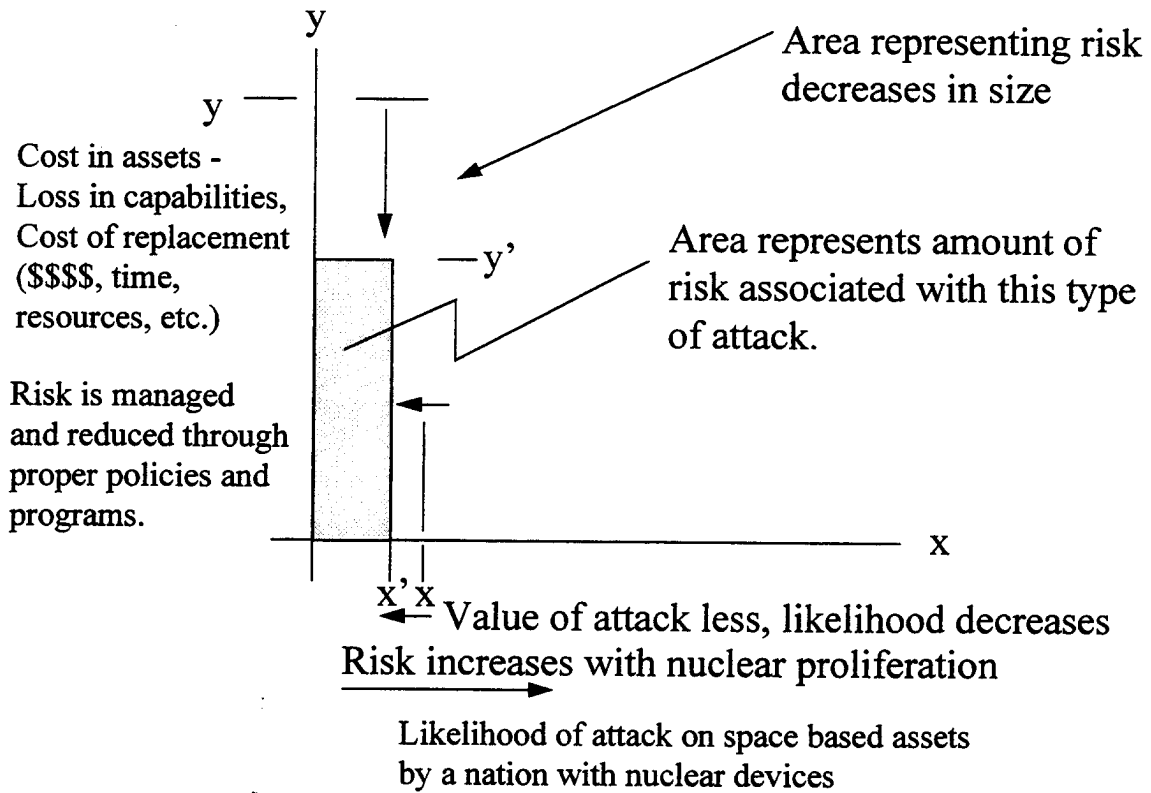 y
Area representing risk
decreases in size
y
Cost in assets -
Loss in capabilities,
Cost of replacement
($$$$, time,
resources, etc.)
y'
Area represents amount of
risk associated with this type
of attack.
Risk is managed
and reduced through
proper policies and
programs.
x
x' x
Value of attack less, likelihood decreases
Risk increases with nuclear proliferation
Likelihood of attack on space based assets
by a nation with nuclear devices